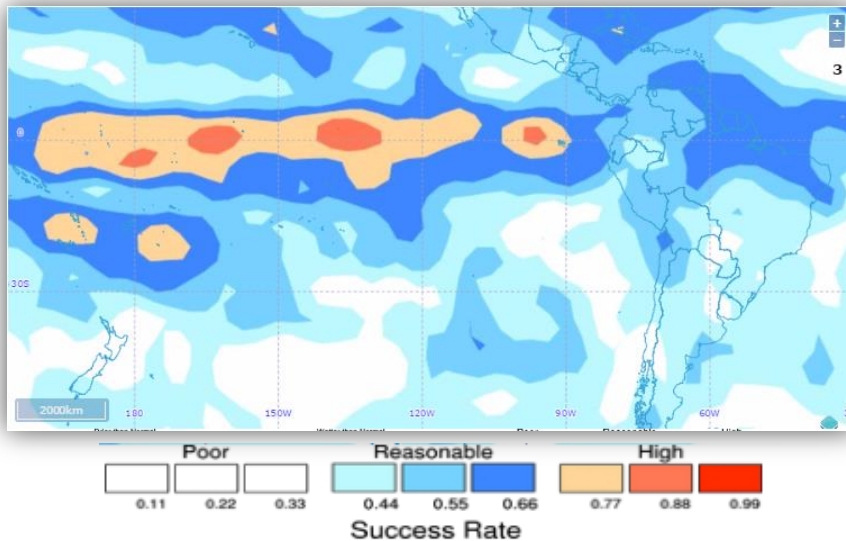 +
−
3
0
30S
2000km
180 150W 120W 90W 60W
Poor Reasonable High
0.11 0.22 0.33 0.44 0.55 0.66 0.77 0.88 0.99
Success Rate